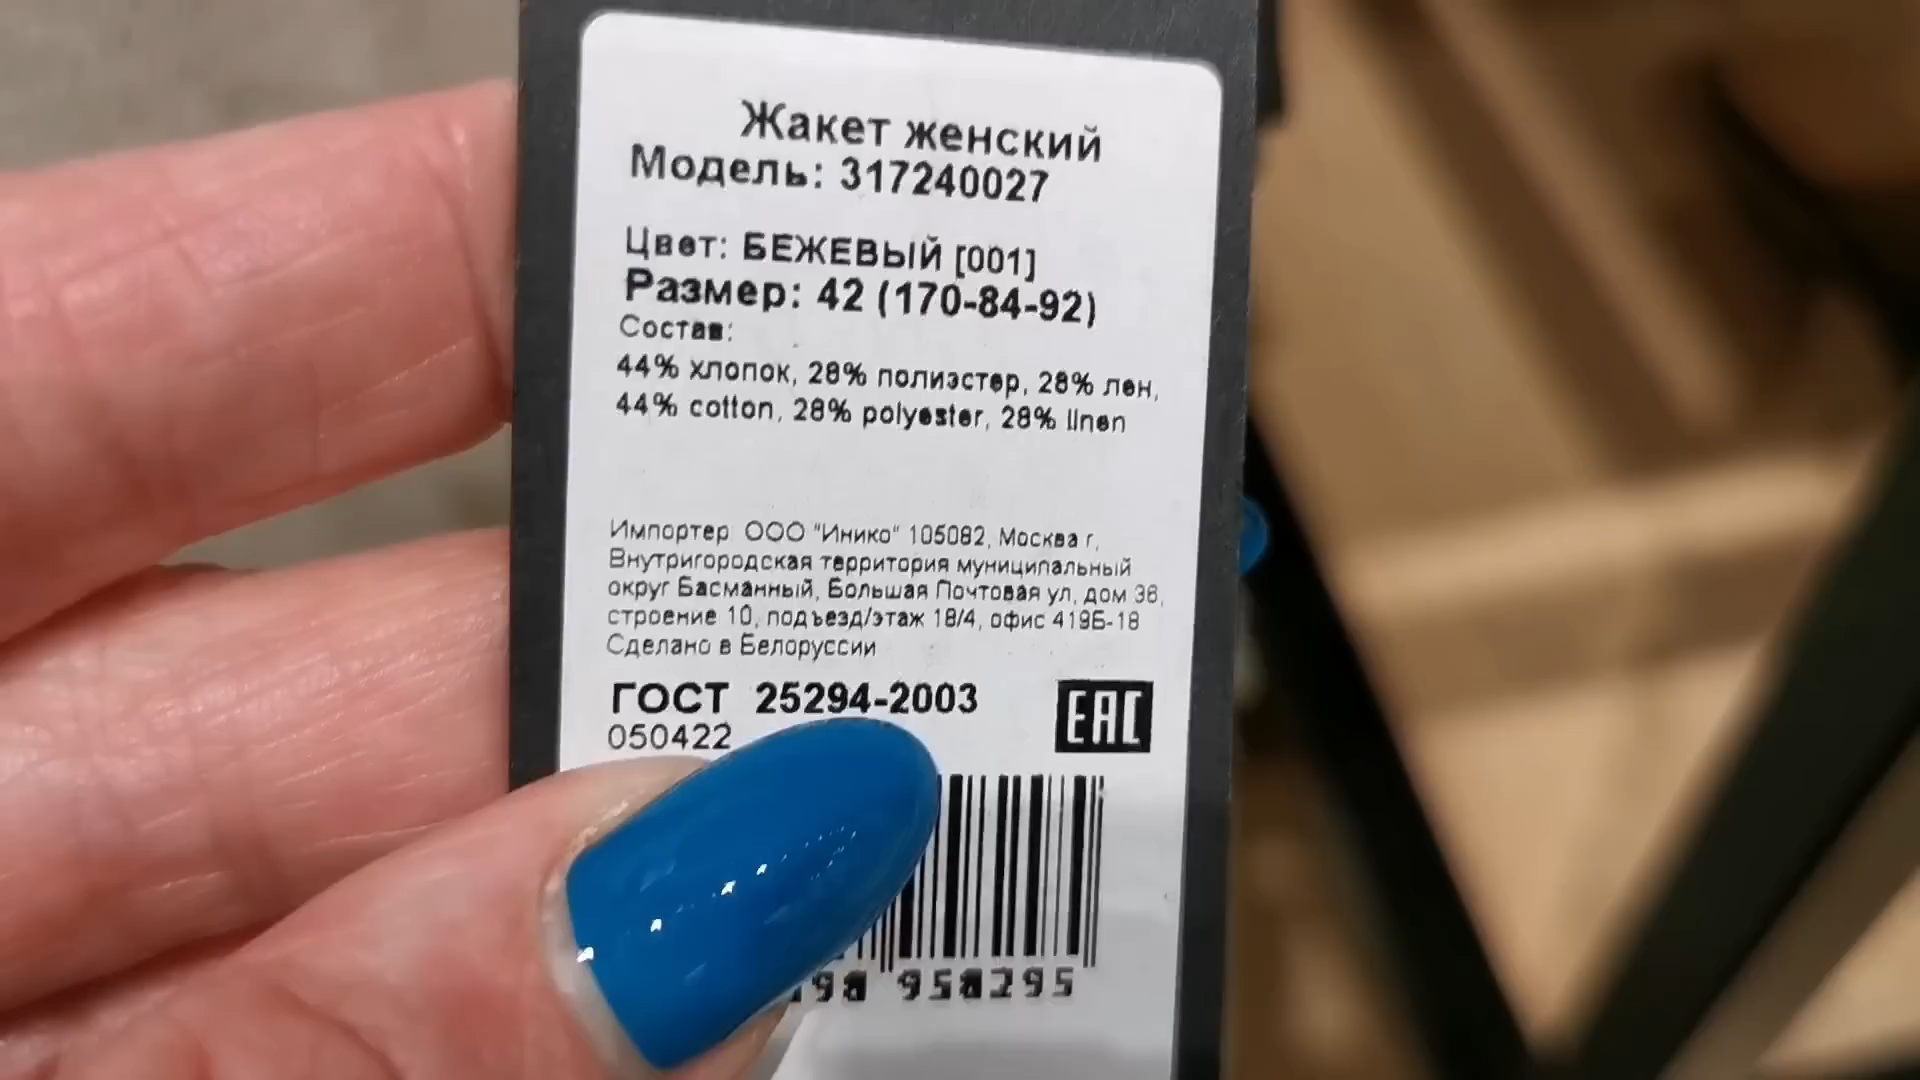 Жакет женский
Модель: 317240027
Цвет: БЕЖЕВЫЙ [001]
Размер: 42 (170-84-92)
Состав:
44% хлопок, 28% полиэстер, 28% лен,
44% cotton, 28% polyester, 28% linen
Импортер ООО "Инико" 105082, Москва г,
Внутригородская территория муниципальный
округ Басманный, Большая Почтовая ул, дом 36,
строение 10, подъезд/этаж 18/4, офис 419Б-18
Сделано в Белоруссии
ГОСТ 25294-2003
050422
EAC